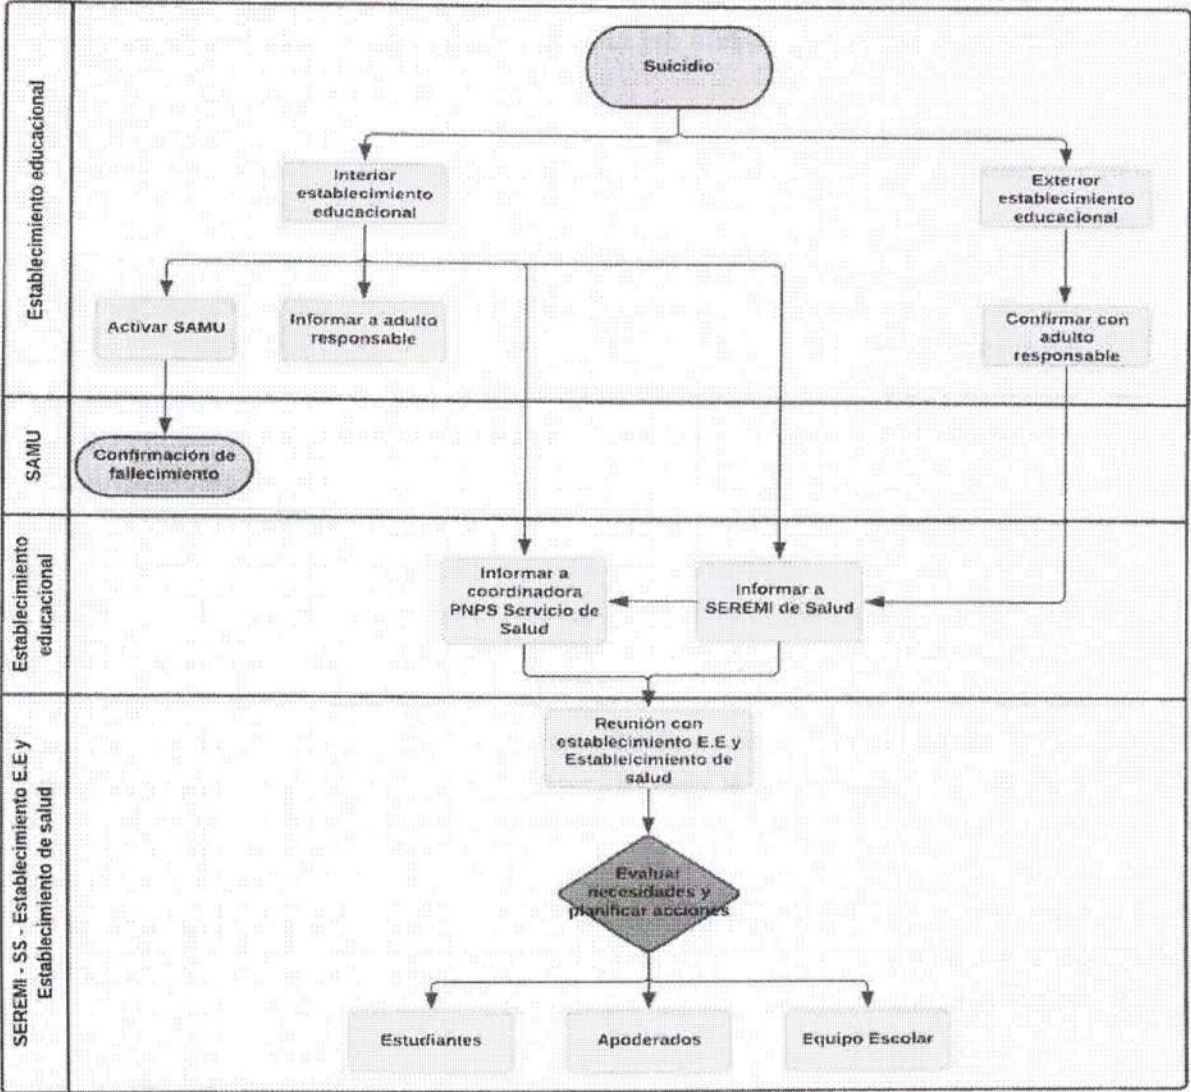 Establecimiento educacional
Suicidio
Interior
establecimiento
educacional
Exterior
establecimiento
educacional
Activar SAMU
Informar a adulto
responsable
Confirmar con
adulto
responsable
SAMU
Confirmación de
fallecimiento
Establecimiento
educacional
Informar a
coordinadora
PNPS Servicio de
Salud
Informar a
SEREMI de Salud
SEREMI - SS - Establecimiento E.E y
Establecimiento de salud
Reunión con
establecimiento E.E y
Estableicimiento de
salud
Evaluar
necesidades y
planificar acciones
Estudiantes
Apoderados
Equipo Escolar